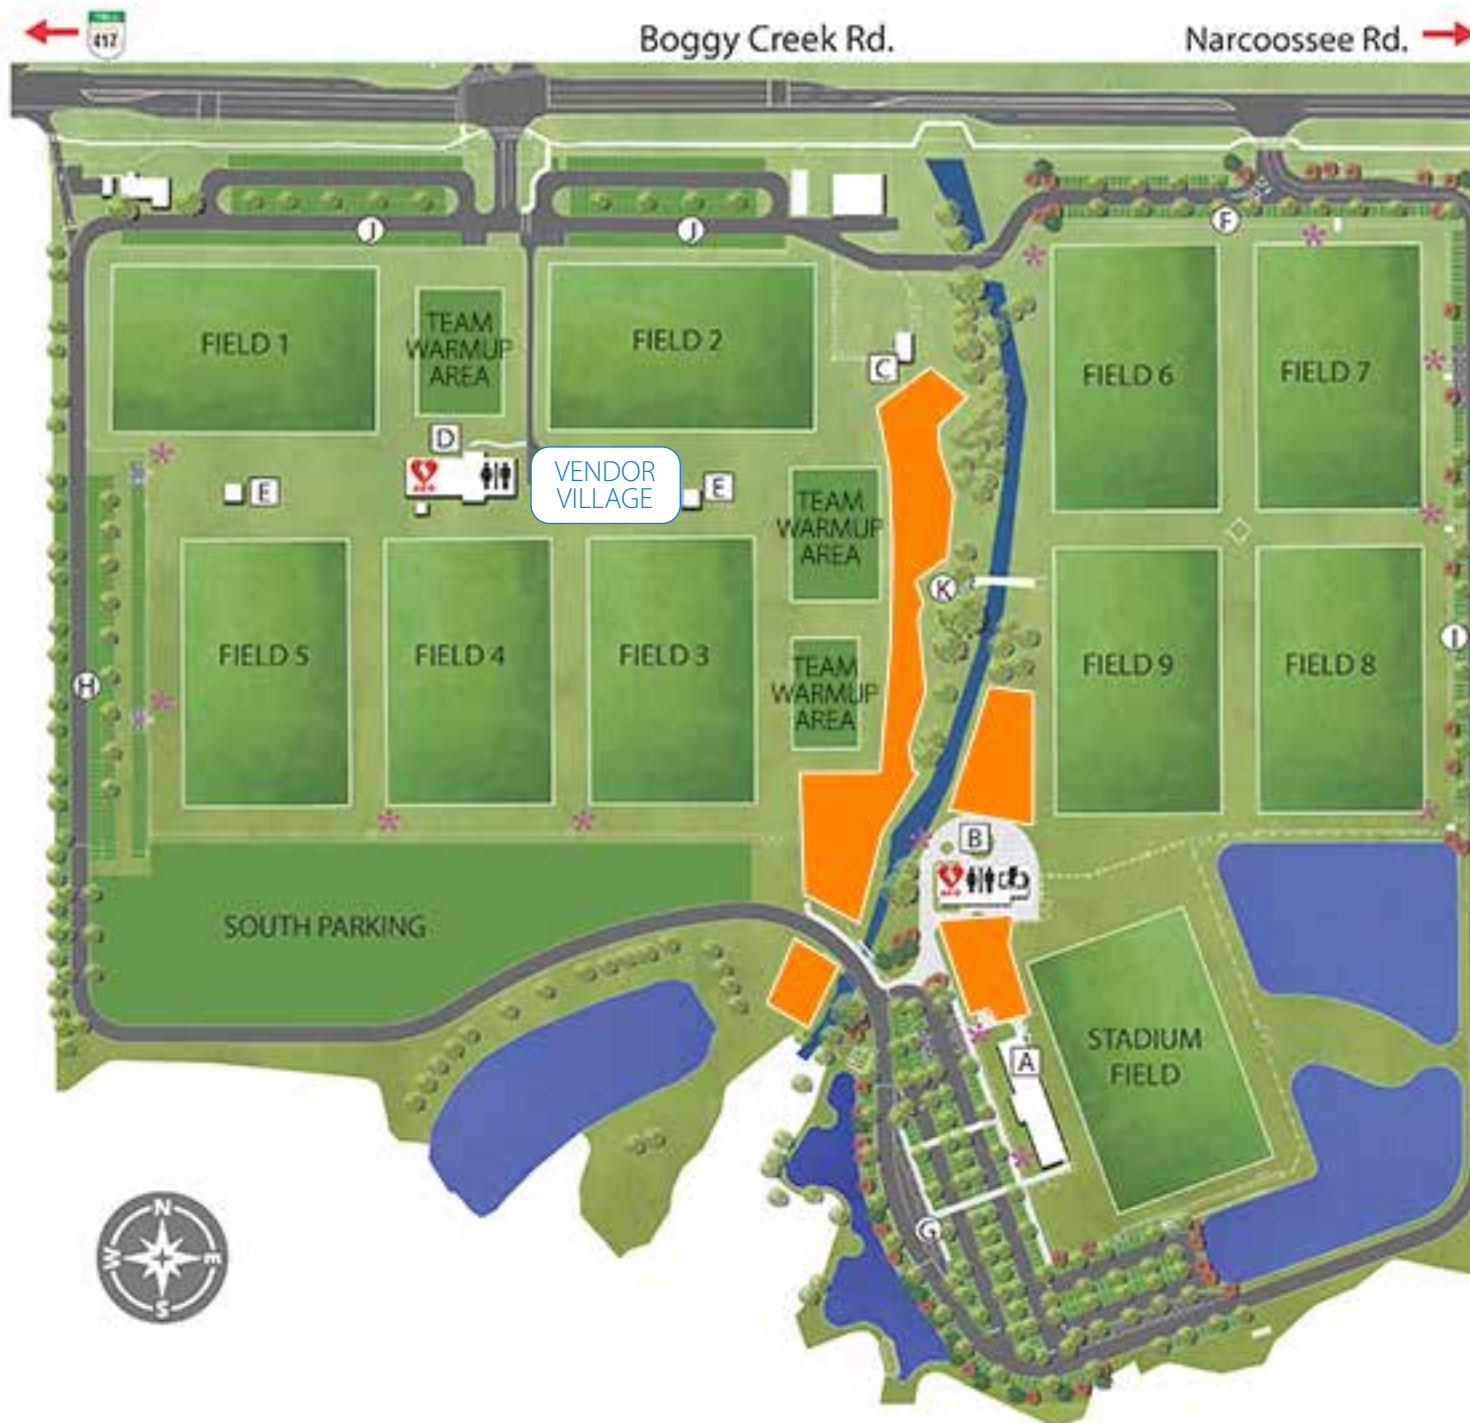 TOLL
417
Boggy Creek Rd.
Narcoossee Rd.
J
J
F
FIELD 1
TEAM
WARMUP
AREA
FIELD 2
C
FIELD 6
FIELD 7
D
E
VENDOR
VILLAGE
E
TEAM
WARMUP
AREA
K
FIELD 5
FIELD 4
FIELD 3
TEAM
WARMUP
AREA
FIELD 9
FIELD 8
H
I
B
SOUTH PARKING
A
STADIUM
FIELD
G
N
W
E
S